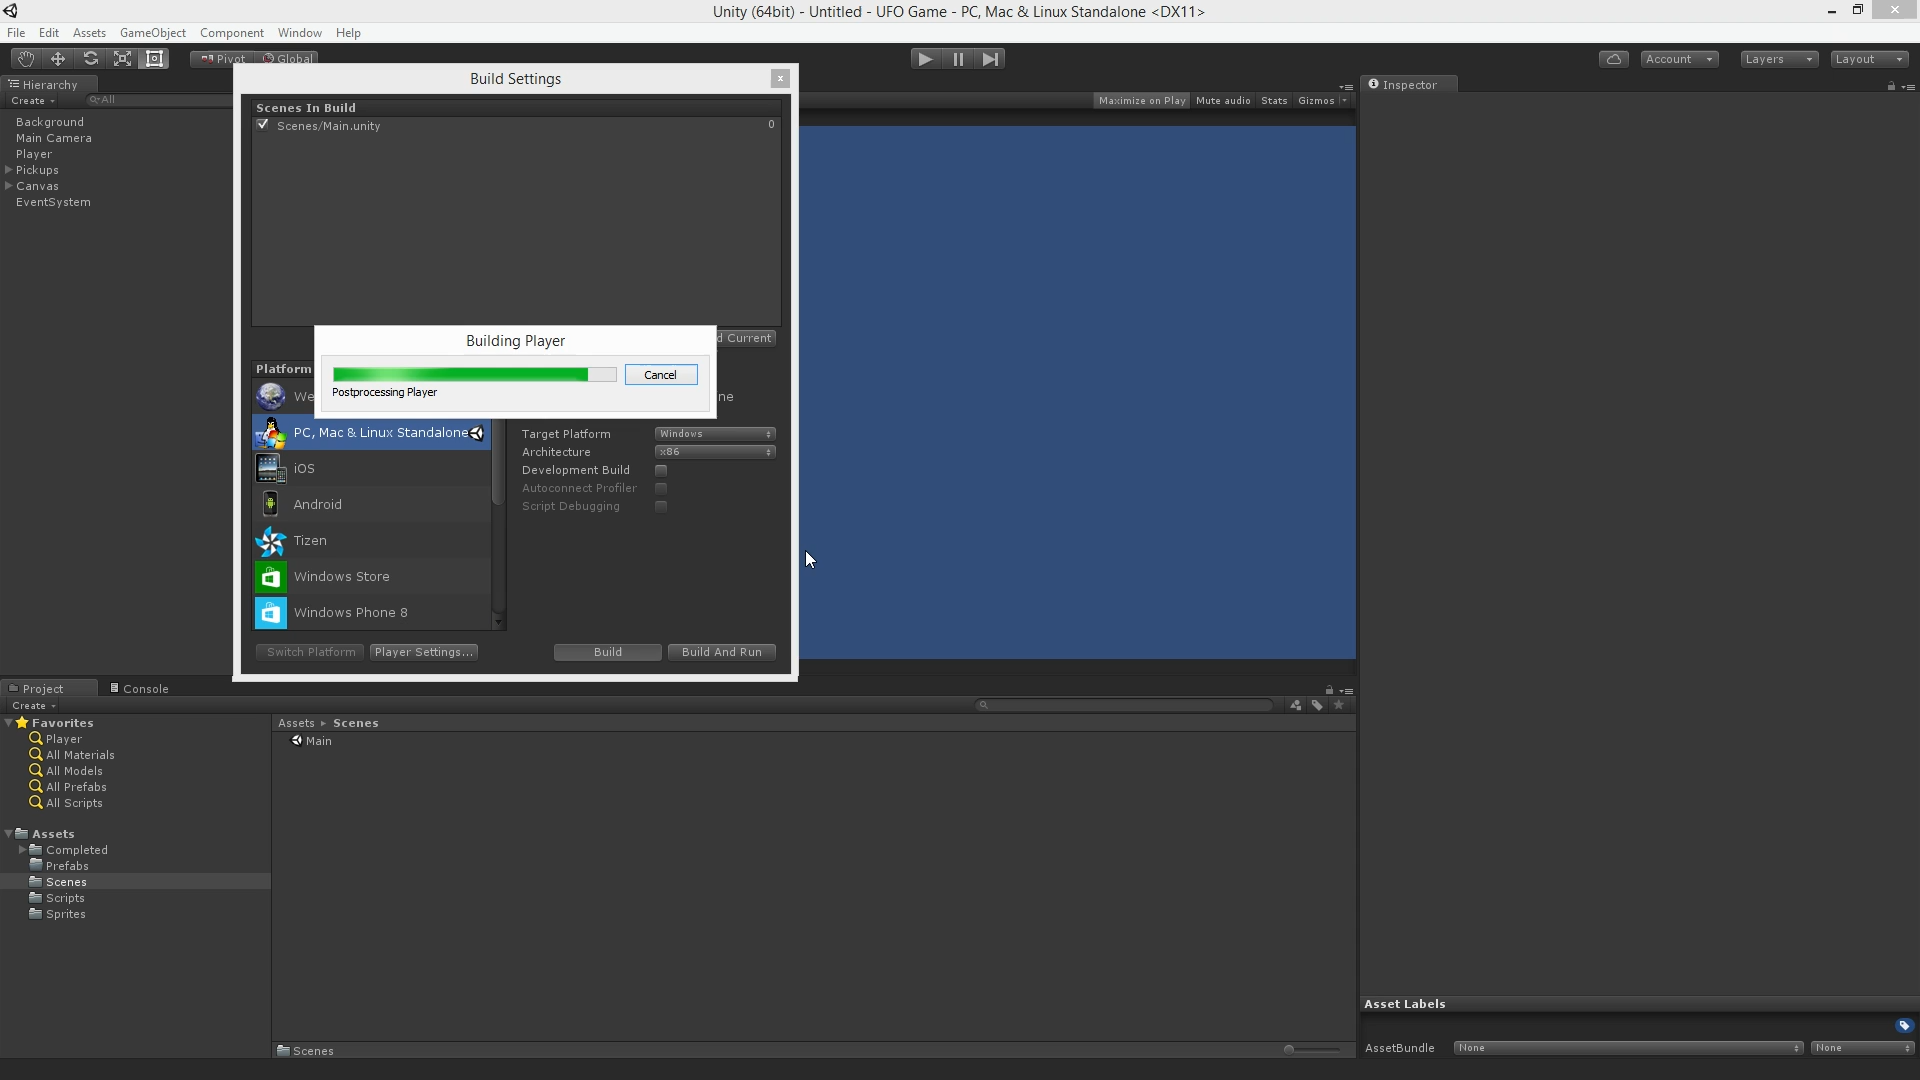 Unity (64bit) - Untitled - UFO Game - PC, Mac & Linux Standalone <DX11>
File Edit Assets GameObject Component Window Help
Pivot Global Account Layers Layout
Hierarchy
Create All
Background
Main Camera
Player
Pickups
Canvas
EventSystem
Build Settings
x
Scenes In Build
Scenes/Main.unity 0
d Current
Building Player
Cancel
Postprocessing Player
Platform
We
ne
PC, Mac & Linux Standalone
iOS
Android
Tizen
Windows Store
Windows Phone 8
Target Platform Windows
Architecture x86
Development Build
Autoconnect Profiler
Script Debugging
Switch Platform Player Settings... Build Build And Run
Maximize on Play Mute audio Stats Gizmos
Inspector
Project Console
Create
Favorites
Player
All Materials
All Models
All Prefabs
All Scripts
Assets
Completed
Prefabs
Scenes
Scripts
Sprites
Assets Scenes
Main
Scenes
Asset Labels
AssetBundle None None